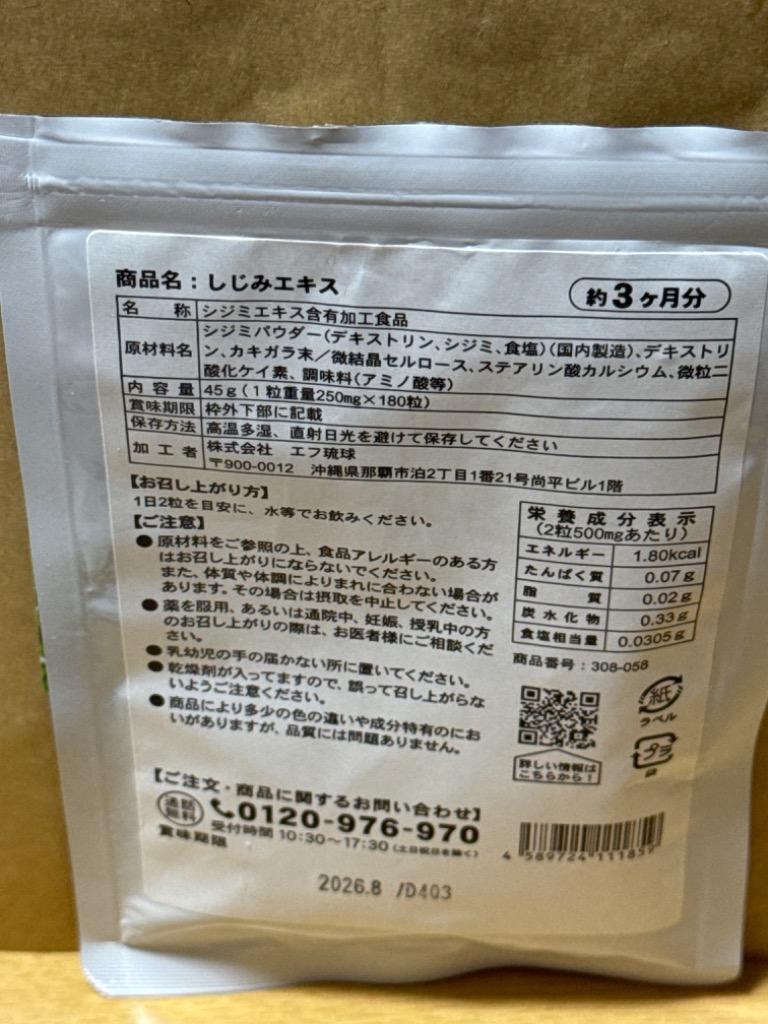 商品名：しじみエキス
約3ヶ月分
名称 シジミエキス含有加工食品
原材料名 シジミパウダー(デキストリン、シジミ、食塩)(国内製造)、デキストリ
ン、カキガラ末／微結晶セルロース、ステアリン酸カルシウム、微粒二
酸化ケイ素、調味料(アミノ酸等)
内容量 45g(1粒重量250mg×180粒)
賞味期限 枠外下部に記載
保存方法 高温多湿、直射日光を避けて保存してください
加工者 株式会社 エフ琉球
〒900-0012 沖縄県那覇市泊2丁目1番21号尚平ビル1階
【お召し上がり方】
1日2粒を目安に、水等でお飲みください。
【ご注意】
●原材料をご参照の上、食品アレルギーのある方
はお召し上がりにならないでください。
また、体質や体調によりまれに合わない場合が
あります。その場合は摂取を中止してください。
●薬を服用、あるいは通院中、妊娠、授乳中の方
のお召し上がりの際は、お医者様にご相談くだ
さい。
●乳幼児の手の届かない所に置いてください。
●乾燥剤が入ってますので、誤って召し上がらな
いようご注意ください。
●商品により多少の色の違いや成分特有のにお
いがありますが、品質には問題ありません。
栄養成分表示
(2粒500mgあたり)
エネルギー 1.80kcal
たんぱく質 0.07g
脂質 0.02g
炭水化物 0.33g
食塩相当量 0.0305g
商品番号：308-058
紙
ラベル
プラ
袋
詳しい情報は
こちらから！
【ご注文・商品に関するお問い合わせ】
通話
無料
0120-976-970
受付時間 10:30～17:30(土日祝日を除く)
賞味期限
4 589724 111859
2026.8 /D403